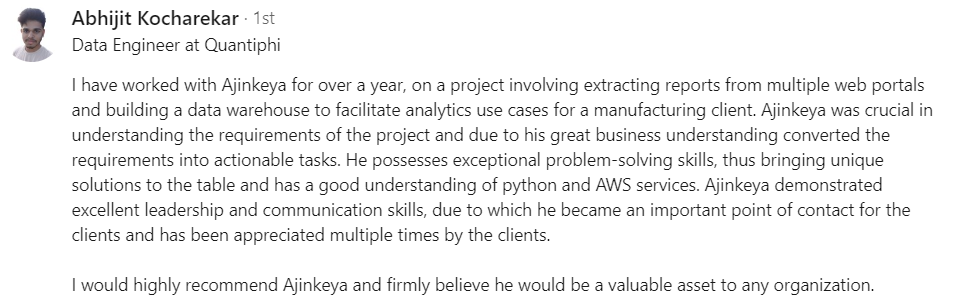 Abhijit Kocharekar · 1st
Data Engineer at Quantiphi
I have worked with Ajinkeya for over a year, on a project involving extracting reports from multiple web portals
and building a data warehouse to facilitate analytics use cases for a manufacturing client. Ajinkeya was crucial in
understanding the requirements of the project and due to his great business understanding converted the
requirements into actionable tasks. He possesses exceptional problem-solving skills, thus bringing unique
solutions to the table and has a good understanding of python and AWS services. Ajinkeya demonstrated
excellent leadership and communication skills, due to which he became an important point of contact for the
clients and has been appreciated multiple times by the clients.
I would highly recommend Ajinkeya and firmly believe he would be a valuable asset to any organization.